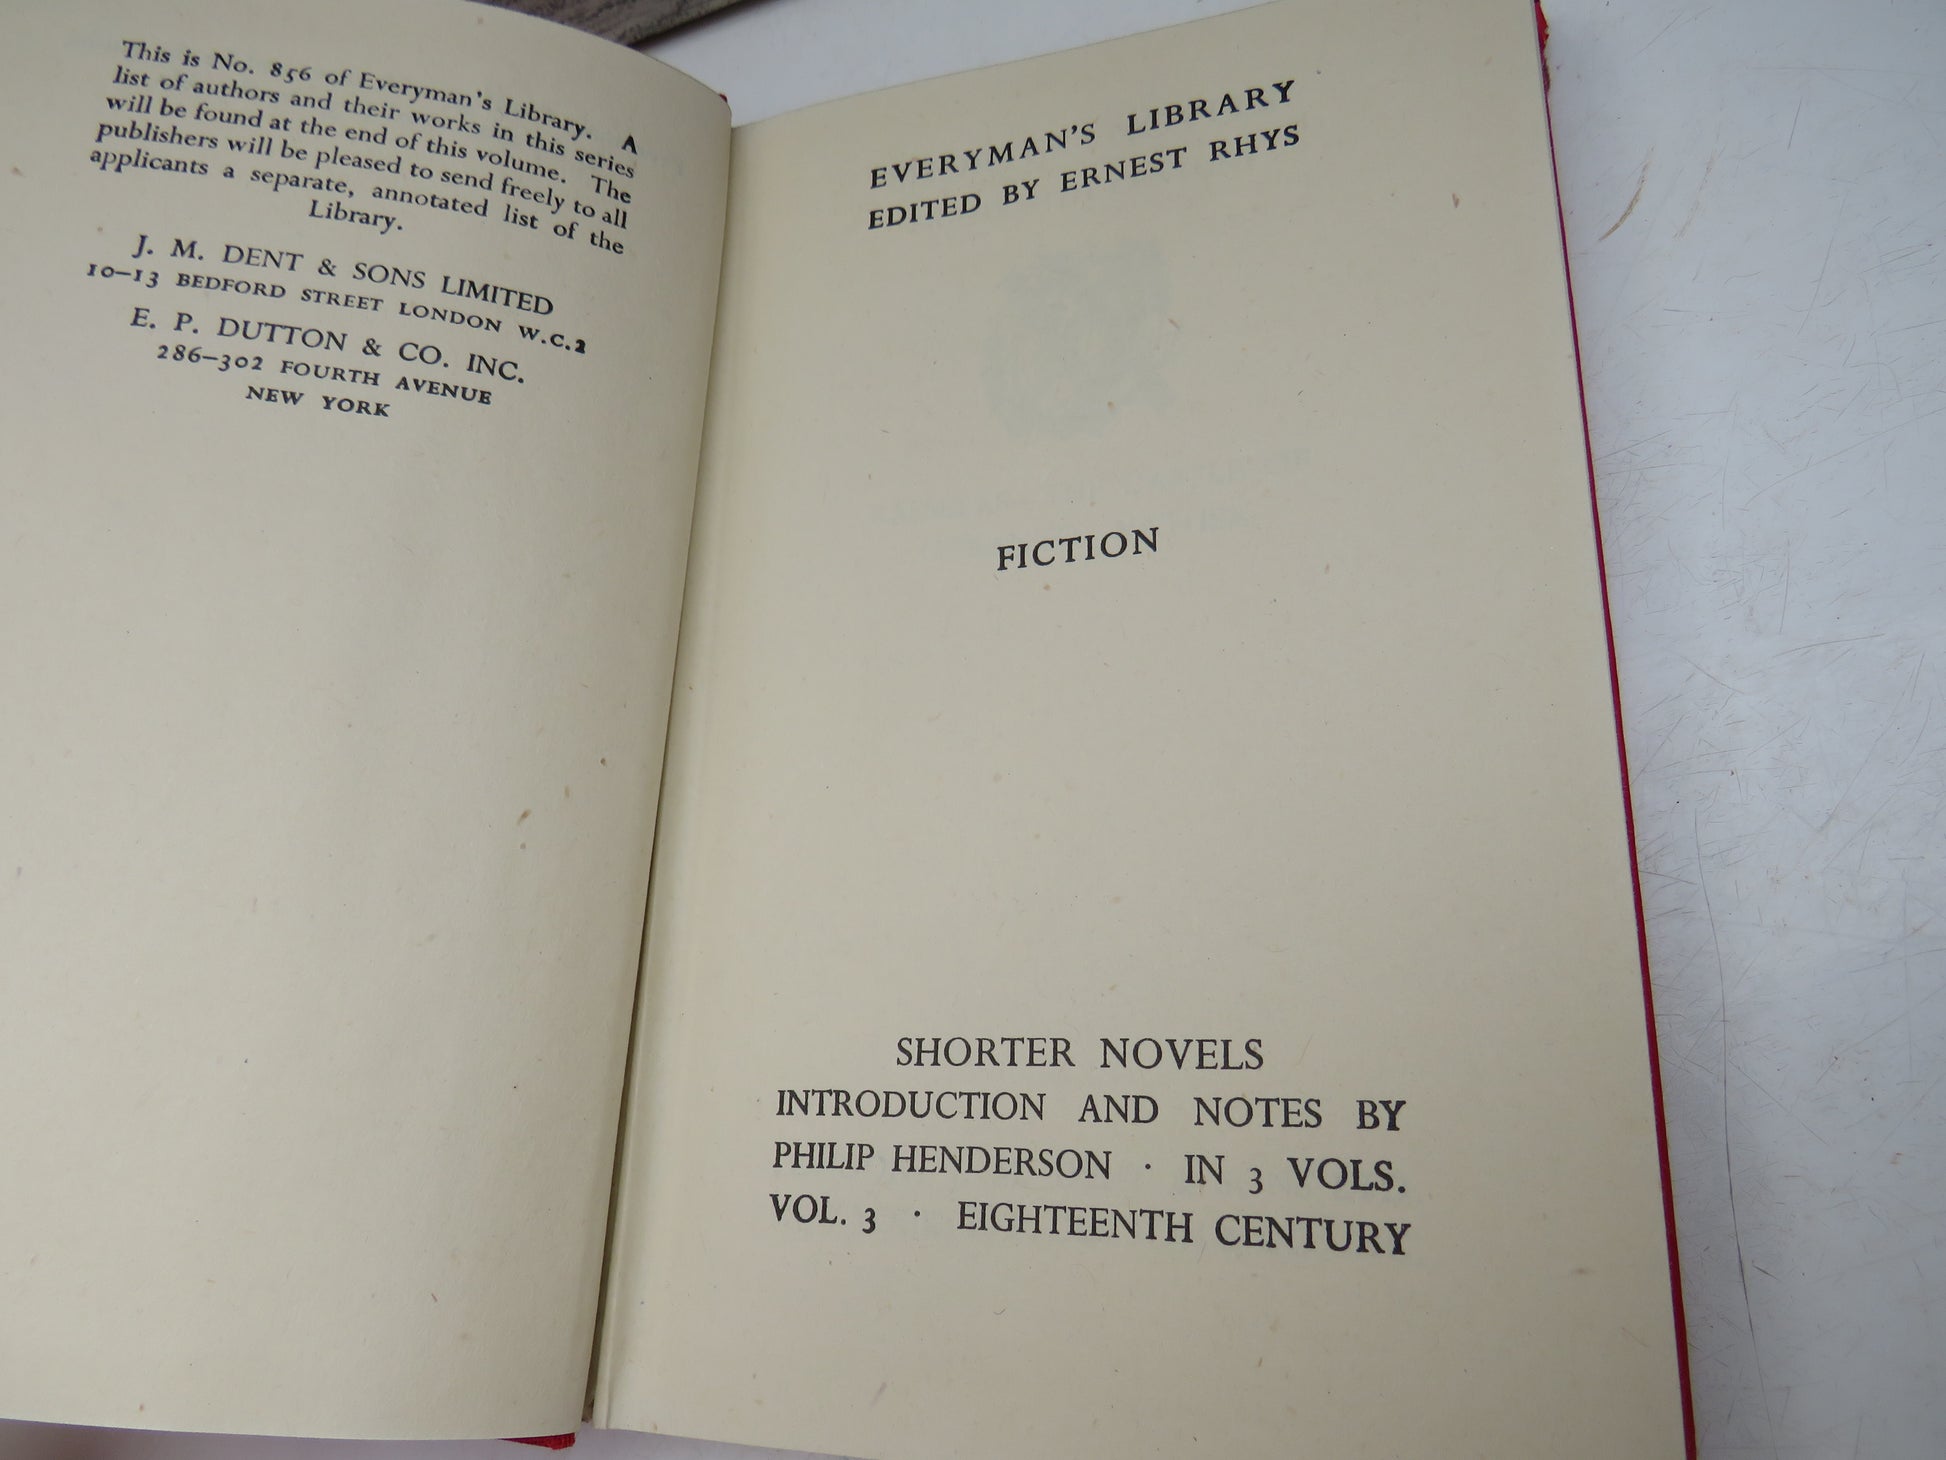 This is No. 856 of Everyman's Library. A
list of authors and their works in this series
will be found at the end of this volume. The
publishers will be pleased to send freely to all
applicants a separate, annotated list of the
Library.
J. M. DENT & SONS LIMITED
10–13 BEDFORD STREET LONDON W.C.2
E. P. DUTTON & CO. INC.
286–302 FOURTH AVENUE
NEW YORK
EVERYMAN'S LIBRARY
EDITED BY ERNEST RHYS
FICTION
SHORTER NOVELS
INTRODUCTION AND NOTES BY
PHILIP HENDERSON · IN 3 VOLS.
VOL. 3 · EIGHTEENTH CENTURY